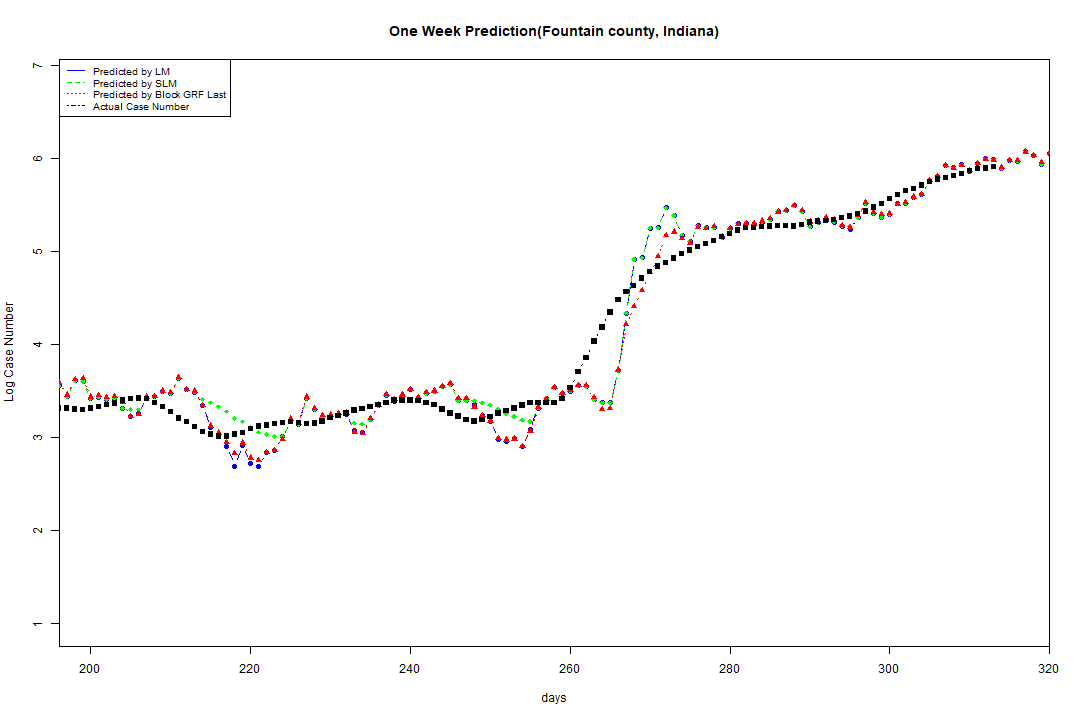 One Week Prediction(Fountain county, Indiana)
Predicted by LM
Predicted by SLM
Predicted by Block GRF Last
Actual Case Number
Log Case Number
7
6
5
4
3
2
1
200 220 240 260 280 300 320
days